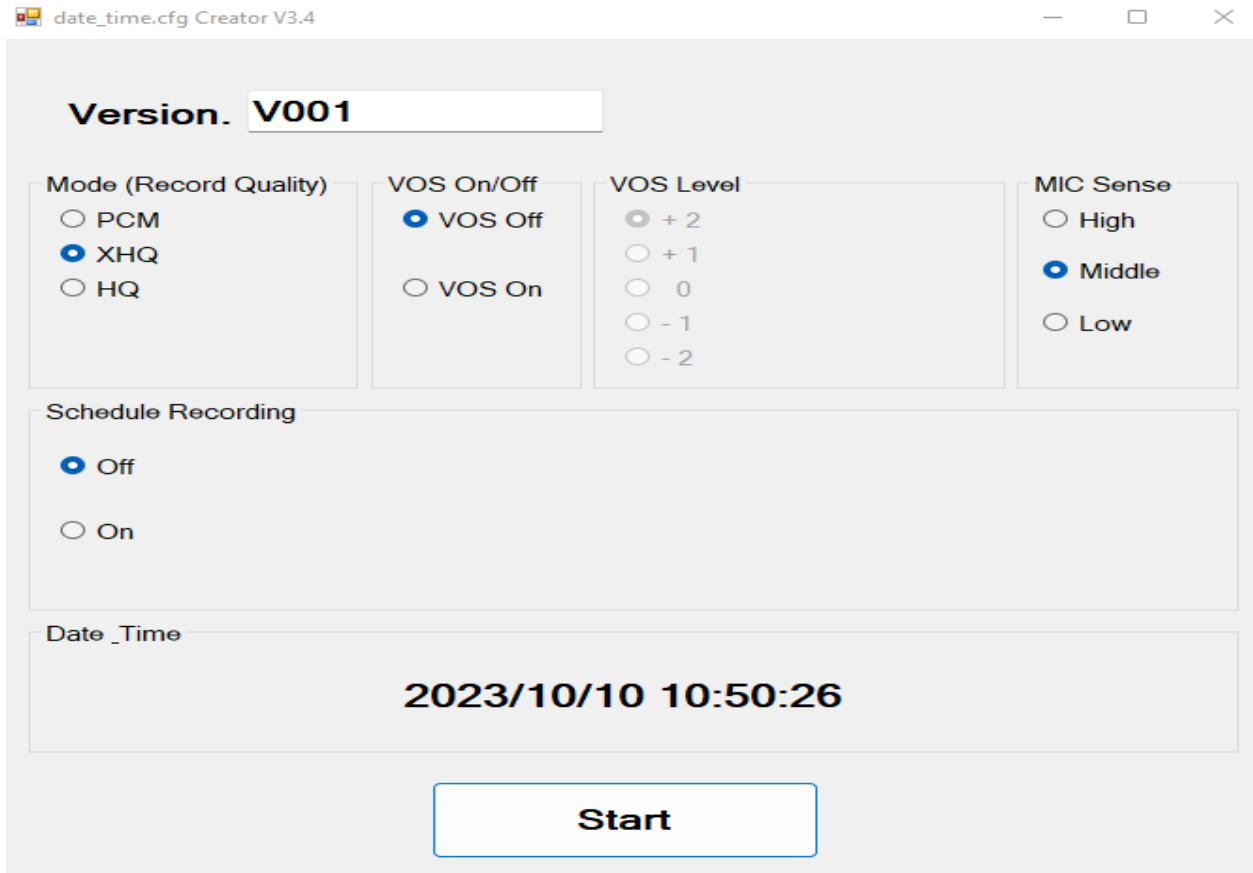 date_time.cfg Creator V3.4
Version. V001
Mode (Record Quality)
PCM
XHQ
HQ
VOS On/Off
VOS Off
VOS On
VOS Level
+ 2
+ 1
0
- 1
- 2
MIC Sense
High
Middle
Low
Schedule Recording
Off
On
Date _Time
2023/10/10 10:50:26
Start